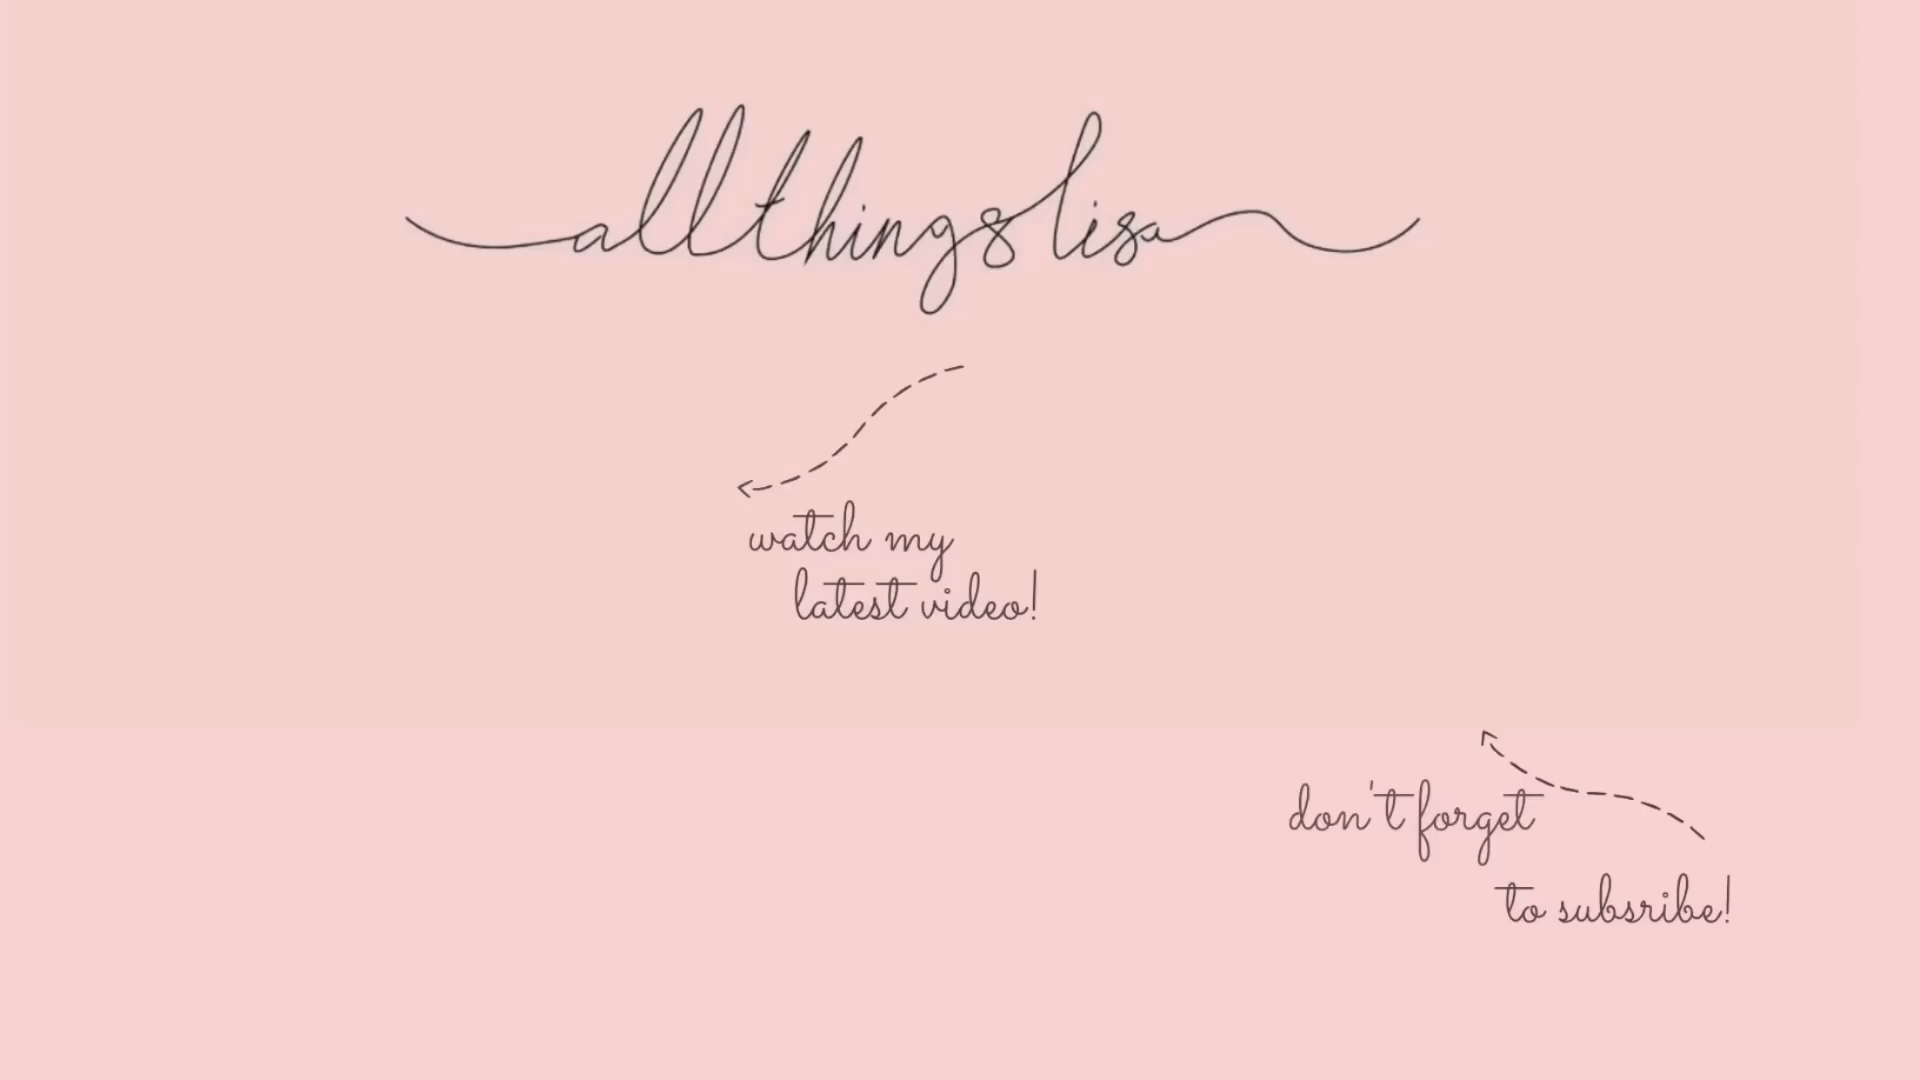 allthingslisa
watch my
latest video!
don't forget
to subsribe!